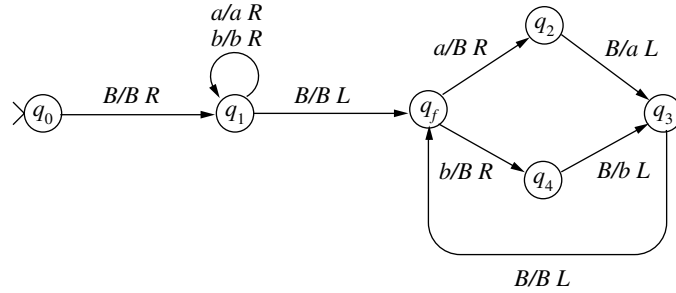 a/a R
b/b R
q2
a/B R
B/a L
B/B R
B/B L
q0
q1
qf
q3
b/B R
B/b L
q4
B/B L